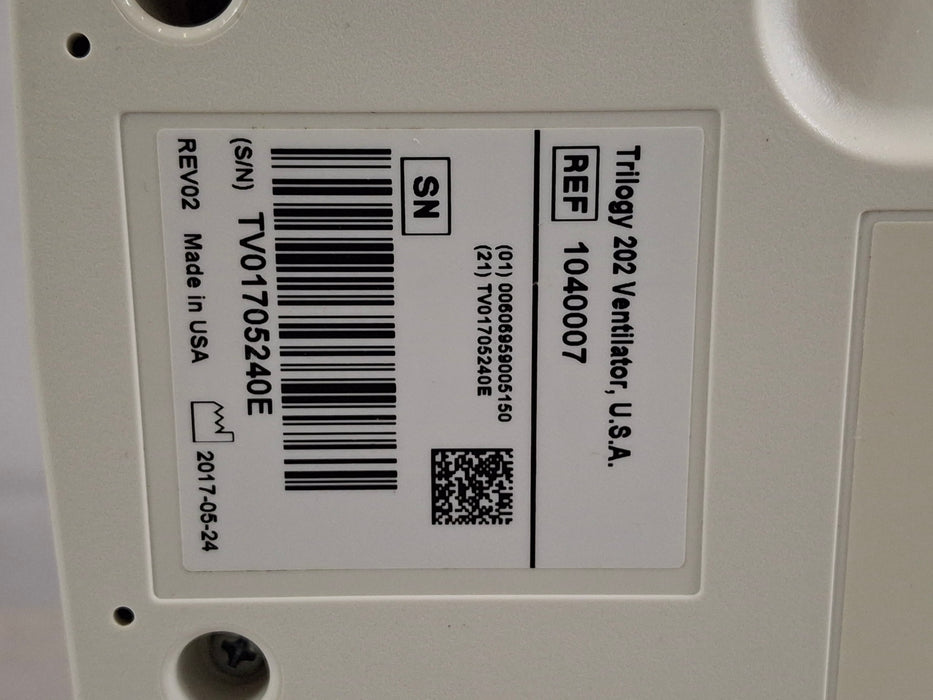 Trilogy 202 Ventilator, U.S.A.
REF 1040007
(01) 00606959005150
(21) TV01705240E
SN
(S/N) TV01705240E
REV02 Made in USA 2017-05-24